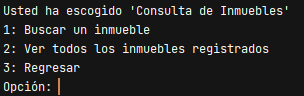 Usted ha escogido 'Consulta de Inmuebles'
1: Buscar un inmueble
2: Ver todos los inmuebles registrados
3: Regresar
Opción: